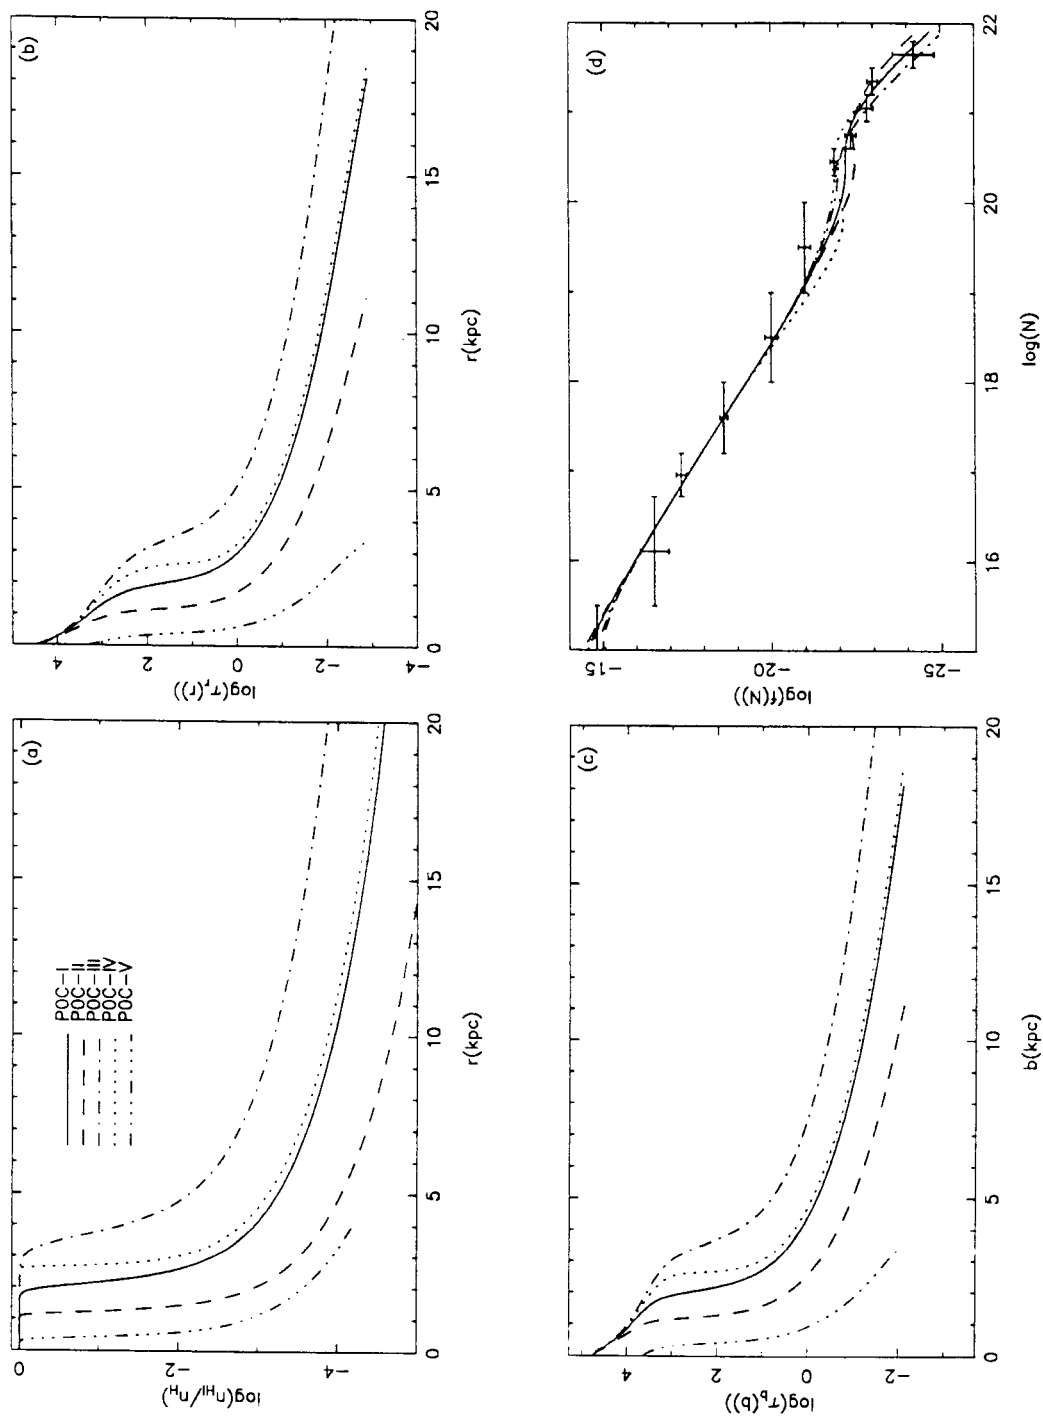 (a)
POC-I
POC-II
POC-III
POC-IV
POC-V
log(n_HI/n_H)
0
-2
-4
0 5 10 15 20
r(kpc)
(b)
log(τ_r(r))
4
2
0
-2
-4
0 5 10 15 20
r(kpc)
(c)
log(τ_b(b))
4
2
0
-2
0 5 10 15 20
b(kpc)
(d)
log(f(N))
-15
-20
-25
16 18 20 22
log(N)